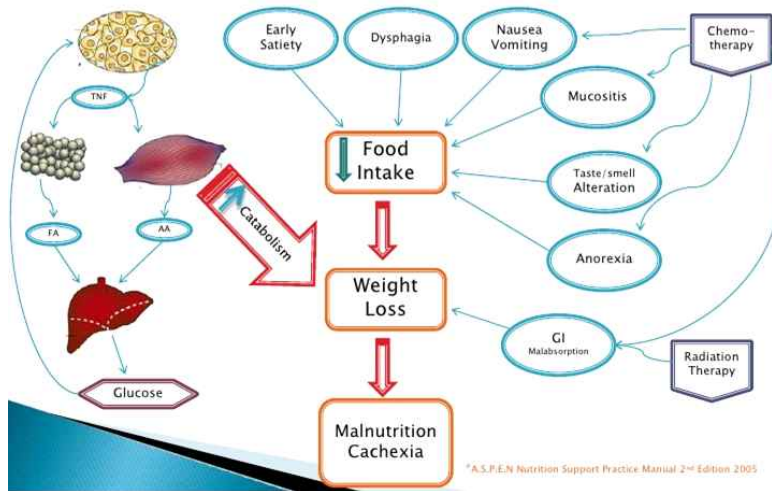 Early
Satiety
Dysphagia
Nausea
Vomiting
Chemo-
therapy
TNF
Mucositis
Food
Intake
Taste/smell
Alteration
Catabolism
FA
AA
Anorexia
Weight
Loss
GI
Malabsorption
Radiation
Therapy
Glucose
Malnutrition
Cachexia
*A.S.P.E.N Nutrition Support Practice Manual 2nd Edition 2005